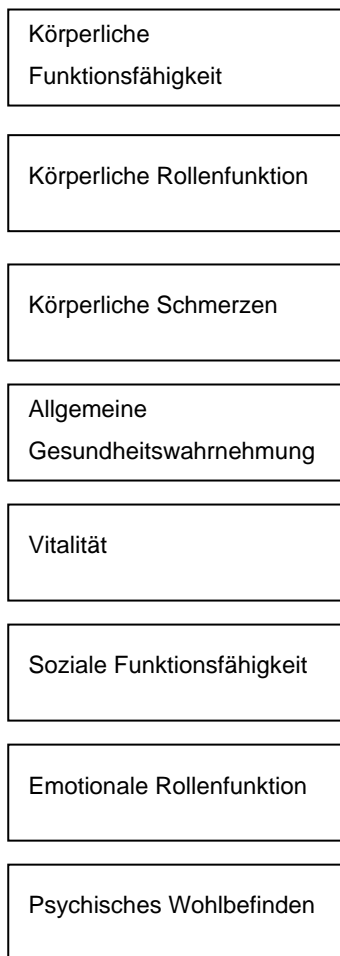 Körperliche
Funktionsfähigkeit
Körperliche Rollenfunktion
Körperliche Schmerzen
Allgemeine
Gesundheitswahrnehmung
Vitalität
Soziale Funktionsfähigkeit
Emotionale Rollenfunktion
Psychisches Wohlbefinden